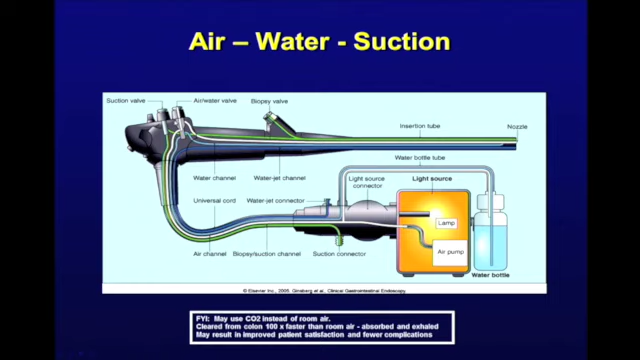 Air – Water - Suction
Suction valve
Air/water valve
Biopsy valve
Insertion tube
Nozzle
Water bottle tube
Water channel
Water-jet channel
Light source connector
Light source
Universal cord
Water-jet connector
Lamp
Air channel
Biopsy/suction channel
Suction connector
Air pump
Water bottle
© Elsevier Inc., 2005, Ginsberg et al., Clinical Gastrointestinal Endoscopy
FYI: May use CO2 instead of room air.
Cleared from colon 100 x faster than room air - absorbed and exhaled
May result in improved patient satisfaction and fewer complications